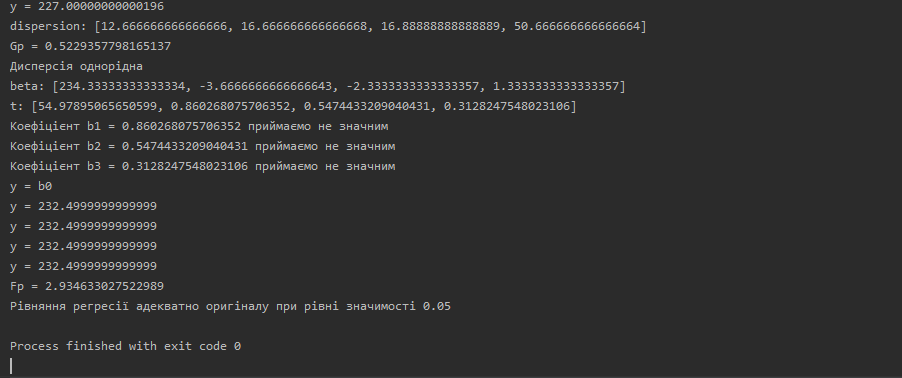 y = 227.00000000000196
dispersion: [12.666666666666666, 16.666666666666668, 16.88888888888889, 50.666666666666664]
Gp = 0.5229357798165137
Дисперсія однорідна
beta: [234.33333333333334, -3.6666666666666643, -2.3333333333333357, 1.3333333333333357]
t: [54.97895065650599, 0.860268075706352, 0.5474433209040431, 0.3128247548023106]
Коефіцієнт b1 = 0.860268075706352 приймаємо не значним
Коефіцієнт b2 = 0.5474433209040431 приймаємо не значним
Коефіцієнт b3 = 0.3128247548023106 приймаємо не значним
y = b0
y = 232.4999999999999
y = 232.4999999999999
y = 232.4999999999999
y = 232.4999999999999
Fp = 2.934633027522989
Рівняння регресії адекватно оригіналу при рівні значимості 0.05
Process finished with exit code 0